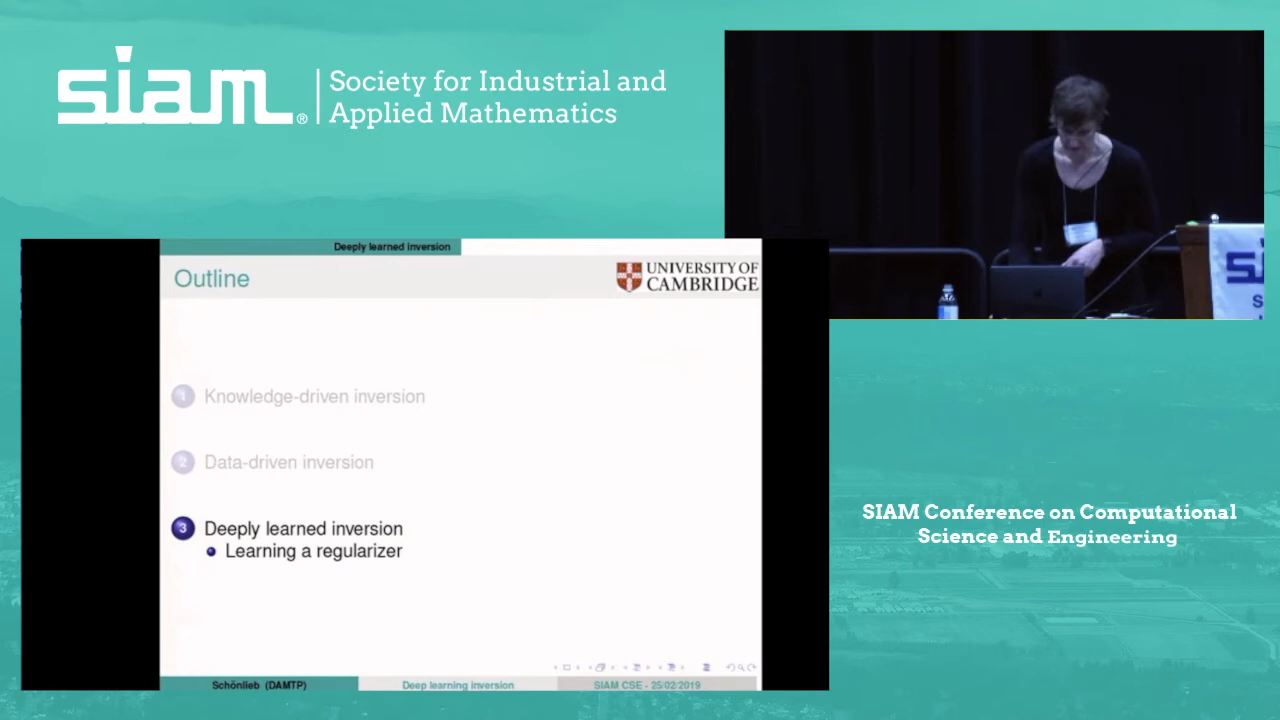 siam®
Society for Industrial and
Applied Mathematics
Deeply learned inversion
Outline
UNIVERSITY OF
CAMBRIDGE
1 Knowledge-driven inversion
2 Data-driven inversion
3 Deeply learned inversion
Learning a regularizer
Schönlieb (DAMTP)
Deep learning inversion
SIAM CSE - 25/02/2019
SIAM Conference on Computational
Science and Engineering